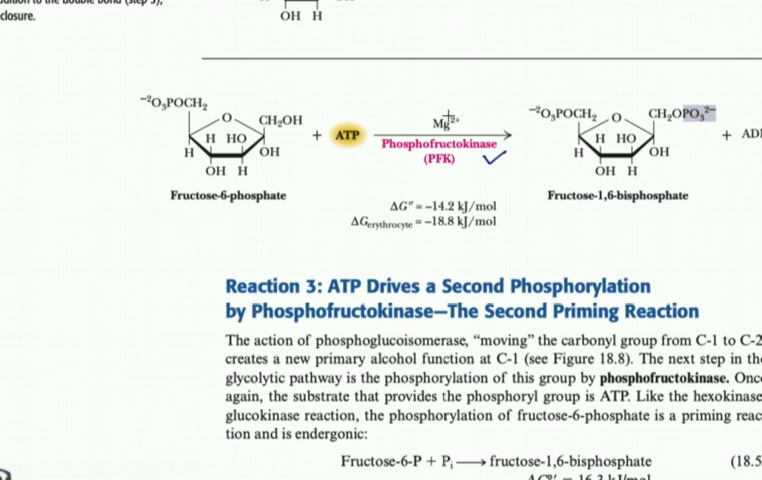 closure.
OH H
⁻²O₃POCH₂
O
CH₂OH
H HO
H
OH
OH H
Fructose-6-phosphate
+
ATP
Mg²⁺
Phosphofructokinase
(PFK)
⁻²O₃POCH₂
O
CH₂OPO₃²⁻
H HO
H
OH
OH H
Fructose-1,6-bisphosphate
+ ADP
ΔG°′ = −14.2 kJ/mol
ΔGerythrocyte = −18.8 kJ/mol
Reaction 3: ATP Drives a Second Phosphorylation
by Phosphofructokinase—The Second Priming Reaction
The action of phosphoglucoisomerase, “moving” the carbonyl group from C-1 to C-2
creates a new primary alcohol function at C-1 (see Figure 18.8). The next step in the
glycolytic pathway is the phosphorylation of this group by phosphofructokinase. Once
again, the substrate that provides the phosphoryl group is ATP. Like the hexokinase
glucokinase reaction, the phosphorylation of fructose-6-phosphate is a priming reac
tion and is endergonic:
Fructose-6-P + Pᵢ ⟶ fructose-1,6-bisphosphate (18.5